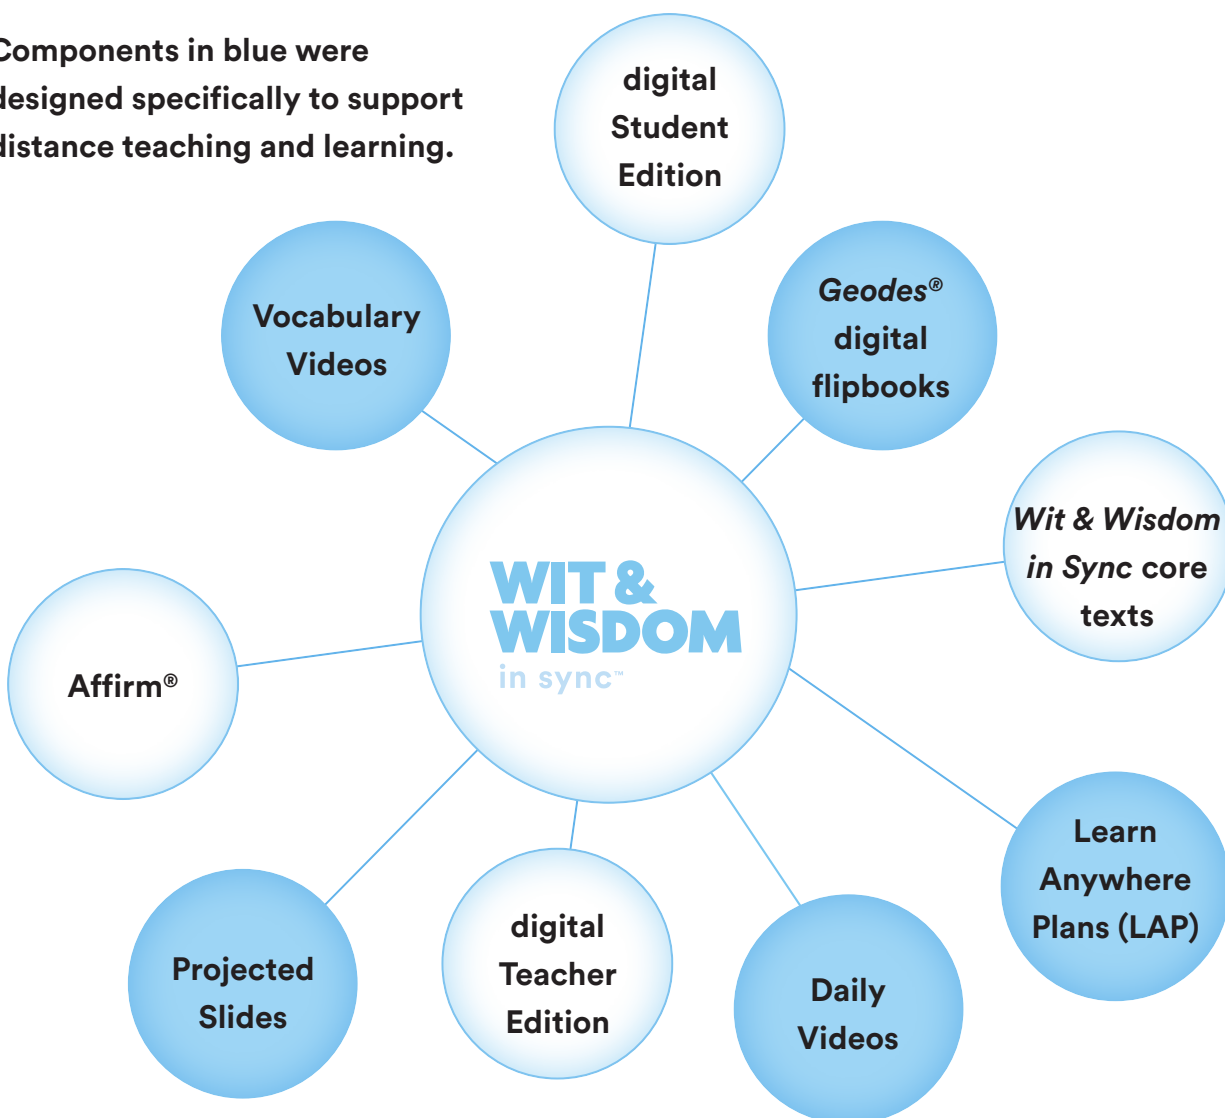 Components in blue were
designed specifically to support
distance teaching and learning.
digital
Student
Edition
Vocabulary
Videos
Geodes®
digital
flipbooks
Wit & Wisdom
in Sync core
texts
WIT &
WISDOM
in sync™
Affirm®
Learn
Anywhere
Plans (LAP)
Projected
Slides
digital
Teacher
Edition
Daily
Videos